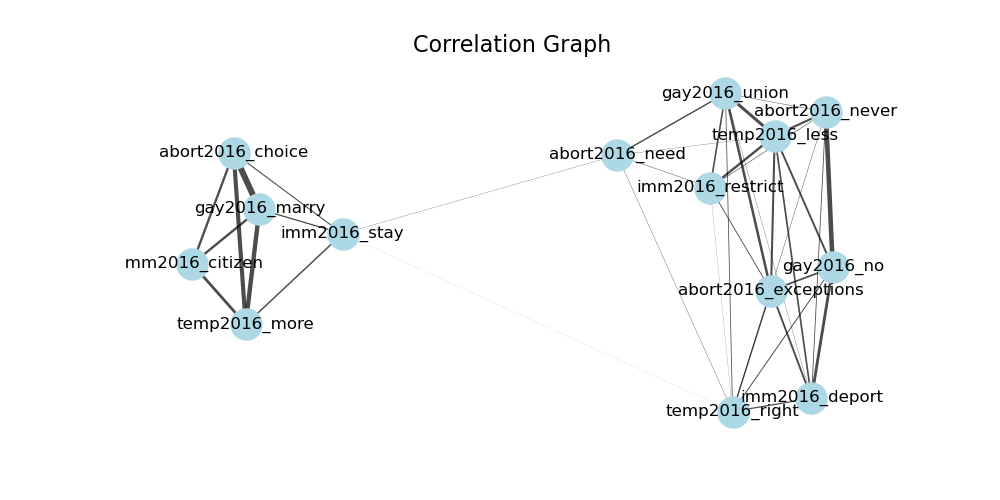 Correlation Graph
gay2016_union
abort2016_never
temp2016_less
abort2016_choice
abort2016_need
imm2016_restrict
gay2016_marry
imm2016_stay
mm2016_citizen
gay2016_no
abort2016_exceptions
temp2016_more
imm2016_deport
temp2016_right